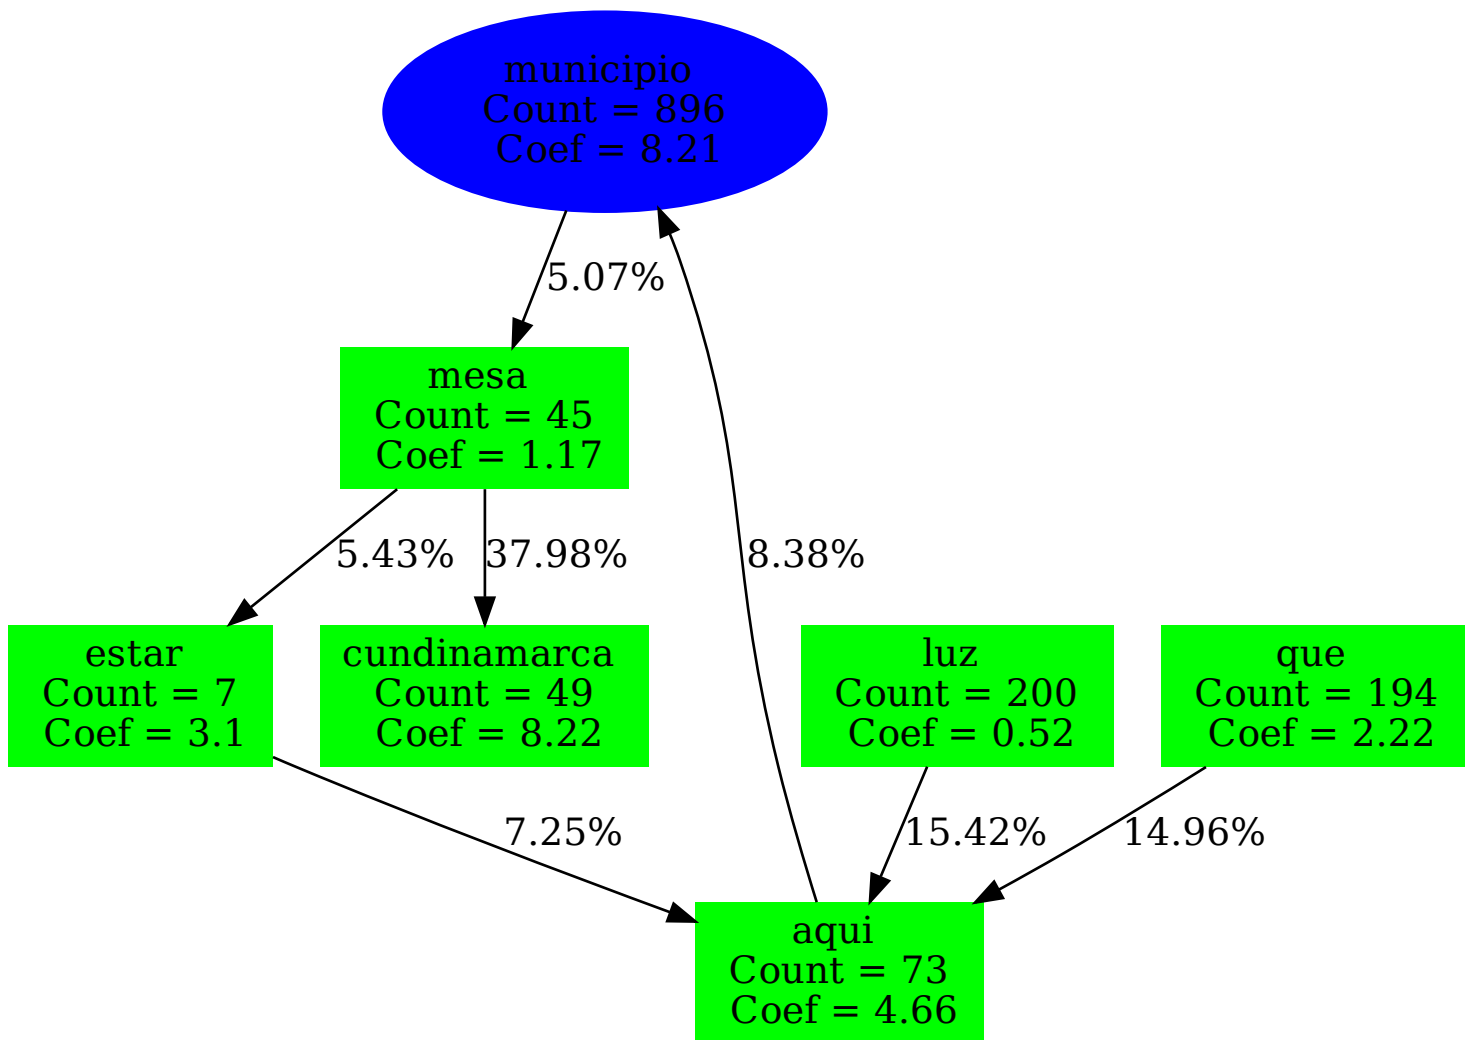 municipio
Count = 896
Coef = 8.21
5.07%
mesa
Count = 45
Coef = 1.17
5.43%
37.98%
8.38%
estar
Count = 7
Coef = 3.1
cundinamarca
Count = 49
Coef = 8.22
luz
Count = 200
Coef = 0.52
que
Count = 194
Coef = 2.22
7.25%
15.42%
14.96%
aqui
Count = 73
Coef = 4.66